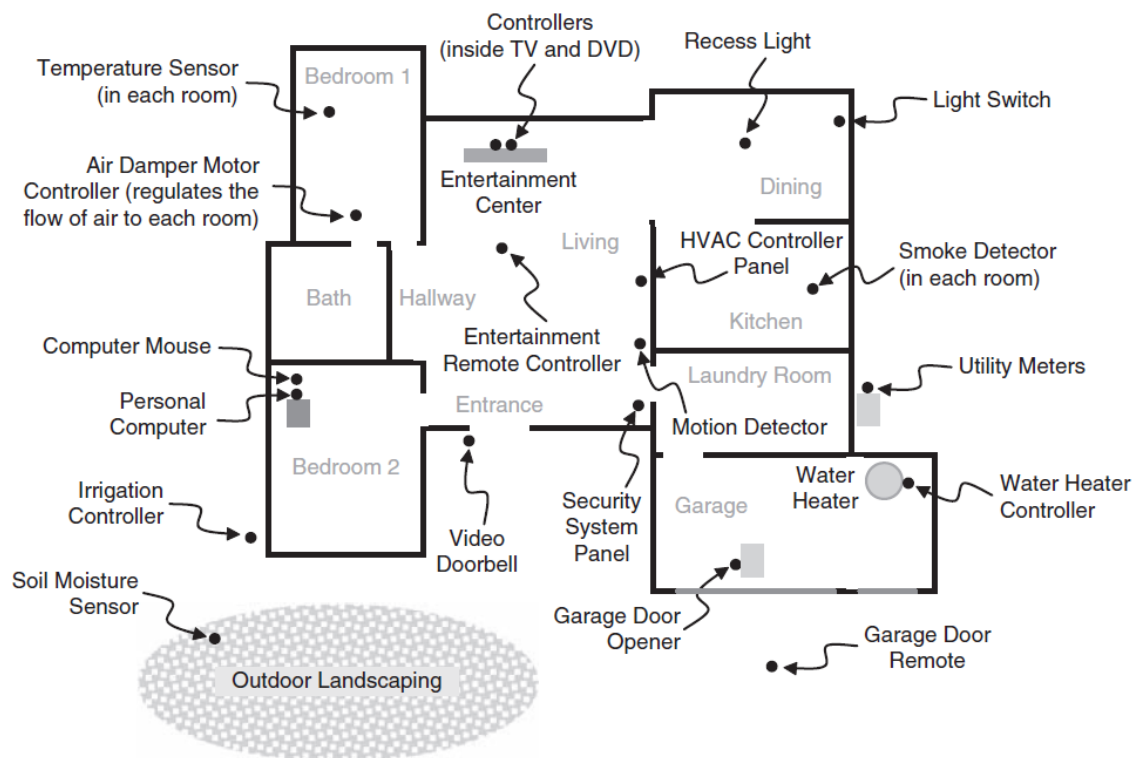 Controllers
(inside TV and DVD)
Recess Light
Temperature Sensor
(in each room)
Bedroom 1
Light Switch
Air Damper Motor
Controller (regulates the
flow of air to each room)
Entertainment
Center
Dining
Living
HVAC Controller
Panel
Smoke Detector
(in each room)
Bath
Hallway
Kitchen
Entertainment
Remote Controller
Computer Mouse
Personal
Computer
Laundry Room
Utility Meters
Entrance
Motion Detector
Bedroom 2
Irrigation
Controller
Video
Doorbell
Security
System
Panel
Garage
Water
Heater
Water Heater
Controller
Soil Moisture
Sensor
Garage Door
Opener
Garage Door
Remote
Outdoor Landscaping